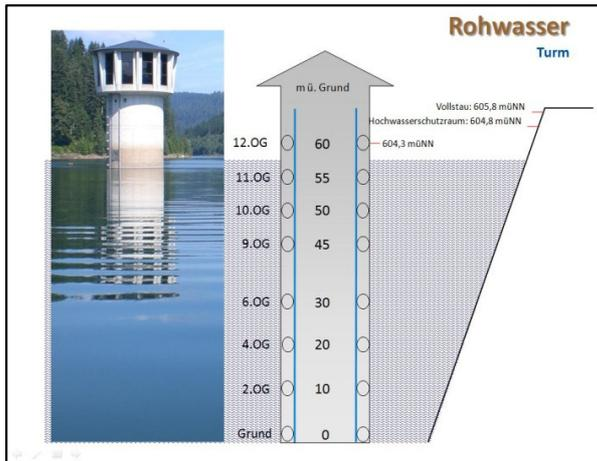 Rohwasser
Turm
m ü. Grund
Vollstau: 605,8 müNN
Hochwasserschutzraum: 604,8 müNN
12.OG 60 604,3 müNN
11.OG 55
10.OG 50
9.OG 45
6.OG 30
4.OG 20
2.OG 10
Grund 0